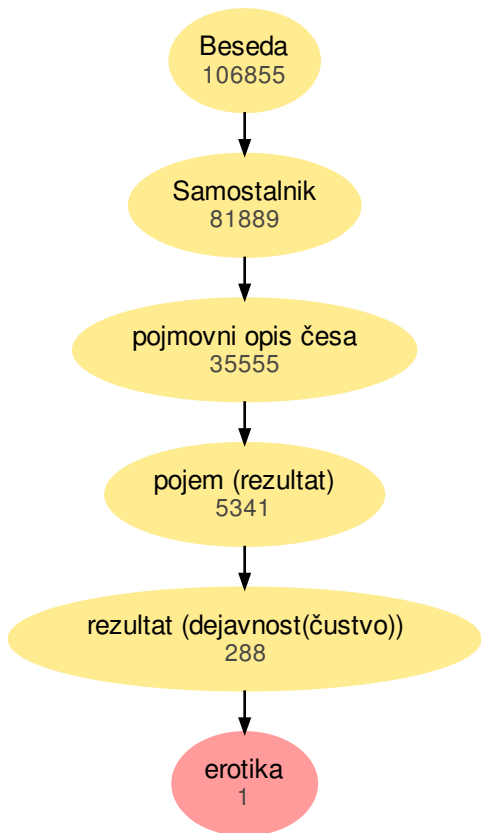 Beseda
106855
Samostalnik
81889
pojmovni opis česa
35555
pojem (rezultat)
5341
rezultat (dejavnost(čustvo))
288
erotika
1